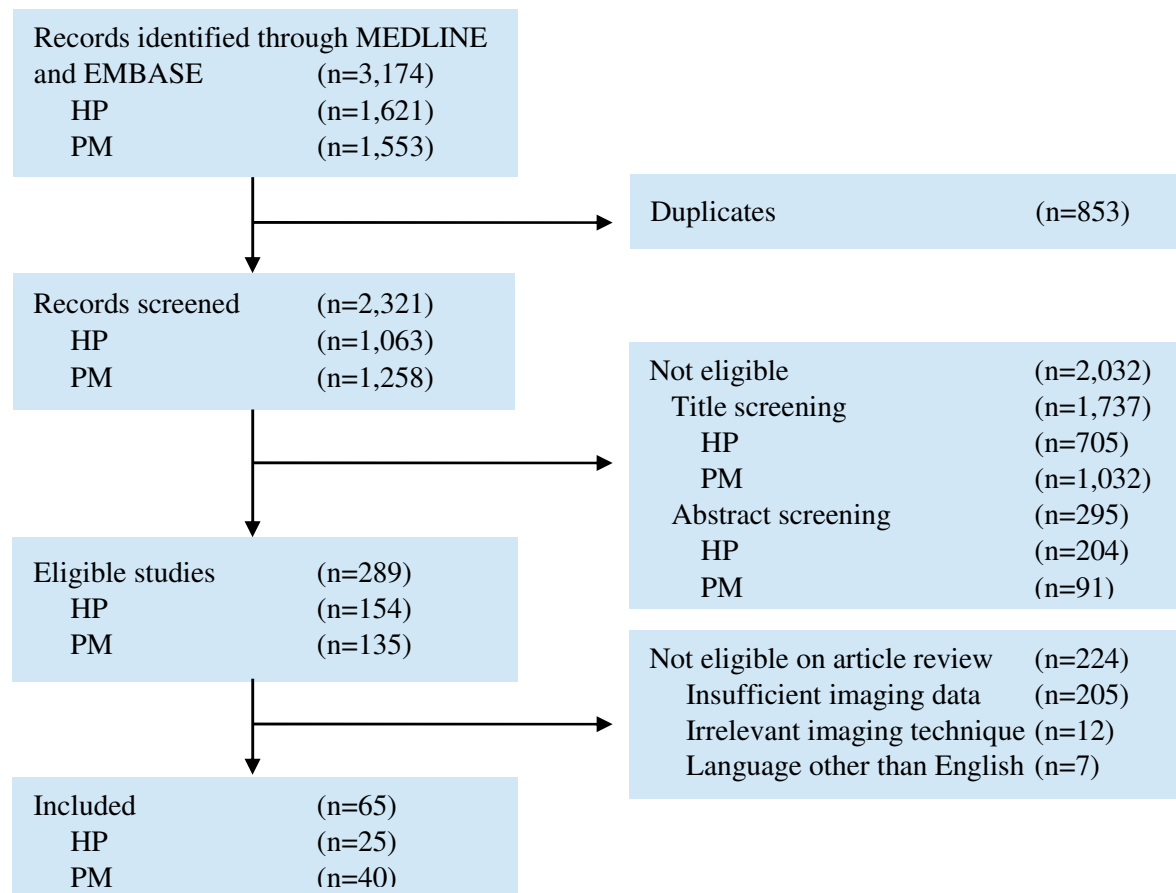 Records identified through MEDLINE
and EMBASE (n=3,174)
HP (n=1,621)
PM (n=1,553)
Duplicates (n=853)
Records screened (n=2,321)
HP (n=1,063)
PM (n=1,258)
Not eligible (n=2,032)
Title screening (n=1,737)
HP (n=705)
PM (n=1,032)
Abstract screening (n=295)
HP (n=204)
PM (n=91)
Eligible studies (n=289)
HP (n=154)
PM (n=135)
Not eligible on article review (n=224)
Insufficient imaging data (n=205)
Irrelevant imaging technique (n=12)
Language other than English (n=7)
Included (n=65)
HP (n=25)
PM (n=40)